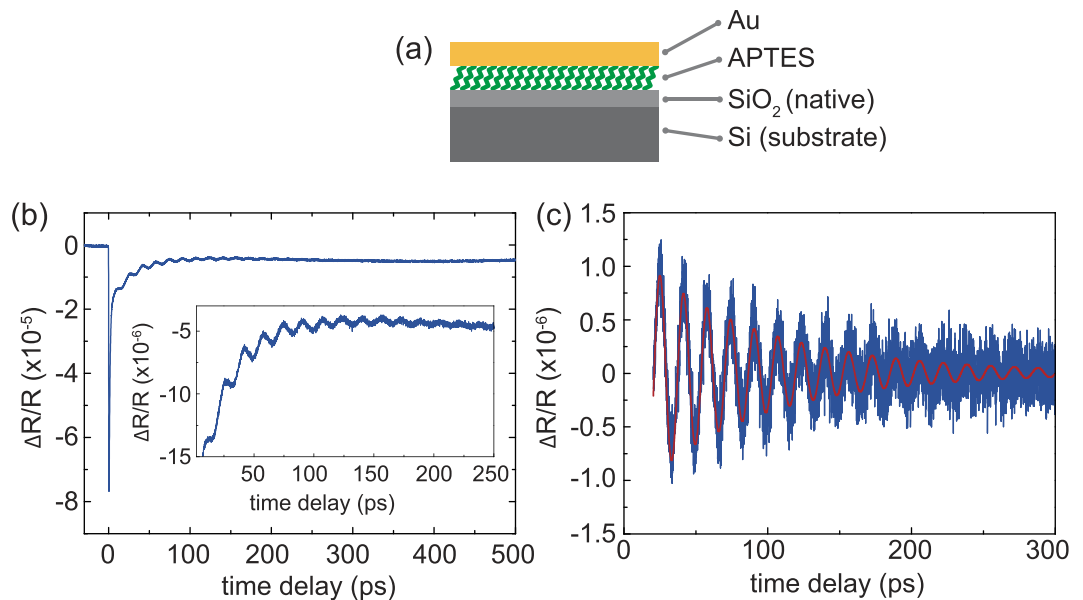 (a)
Au
APTES
SiO2 (native)
Si (substrate)
(b)
ΔR/R (x10-5)
0
-2
-4
-6
-8
0 100 200 300 400 500
time delay (ps)
ΔR/R (x10-6)
-5
-10
-15
50 100 150 200 250
time delay (ps)
(c)
ΔR/R (x10-6)
1.5
1.0
0.5
0
-0.5
-1.0
-1.5
0 100 200 300
time delay (ps)